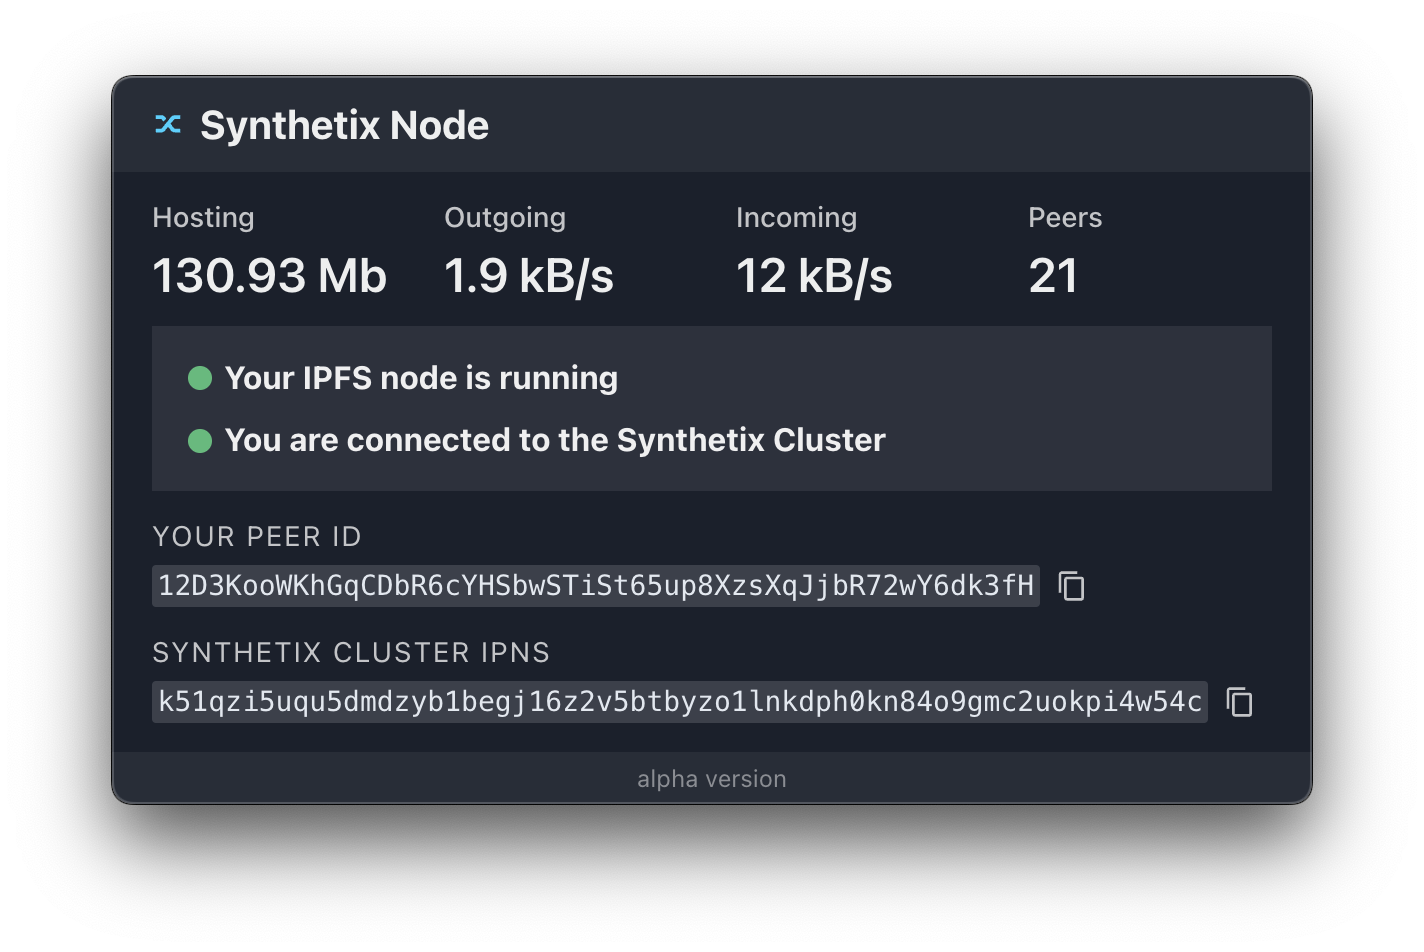 Synthetix Node
Hosting Outgoing Incoming Peers
130.93 Mb 1.9 kB/s 12 kB/s 21
Your IPFS node is running
You are connected to the Synthetix Cluster
YOUR PEER ID
12D3KooWKhGqCDbR6cYHSbwSTiSt65up8XzsXqJjbR72wY6dk3fH
SYNTHETIX CLUSTER IPNS
k51qzi5uqu5dmdzyb1begj16z2v5btbyzo1lnkdph0kn84o9gmc2uokpi4w54c
alpha version